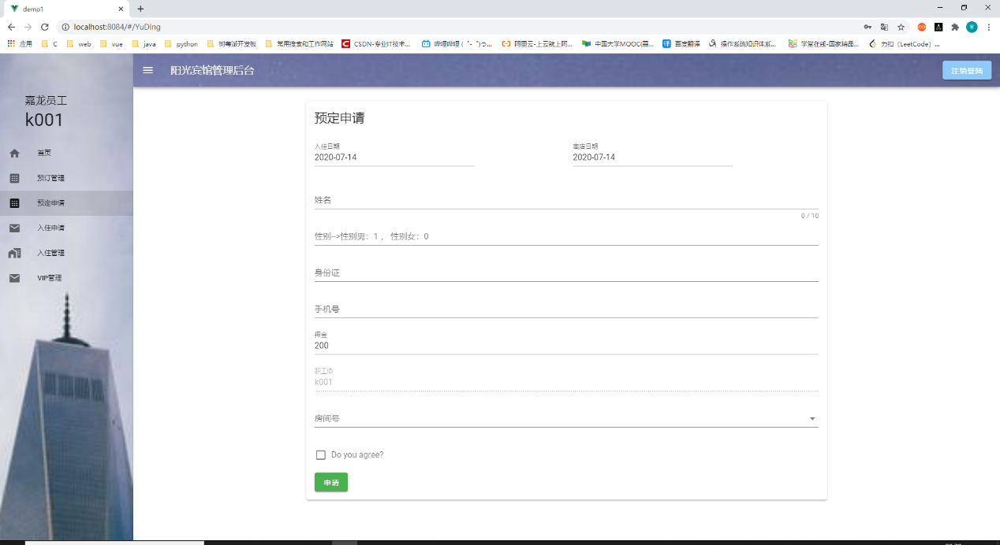 demo1
localhost:8084/#/YuDing
应用 C web vue java python 树莓派开发板 常用搜索和工作网站 CSDN-专业IT技术... 哔哩哔哩 ( ゜- ゜)つ... 阿里云-上云就上阿... 中国大学MOOC(慕... 百度翻译 操作系统知识体系... 学堂在线-国家精品... 力扣 (LeetCode) ...
阳光宾馆管理后台
注销登陆
嘉龙员工
k001
首页
预订管理
预定申请
入住申请
入住管理
VIP管理
预定申请
入住日期
2020-07-14
离店日期
2020-07-14
姓名
0 / 10
性别-->性别男：1 ， 性别女：0
身份证
手机号
押金
200
职工ID
k001
房间号
Do you agree?
申请